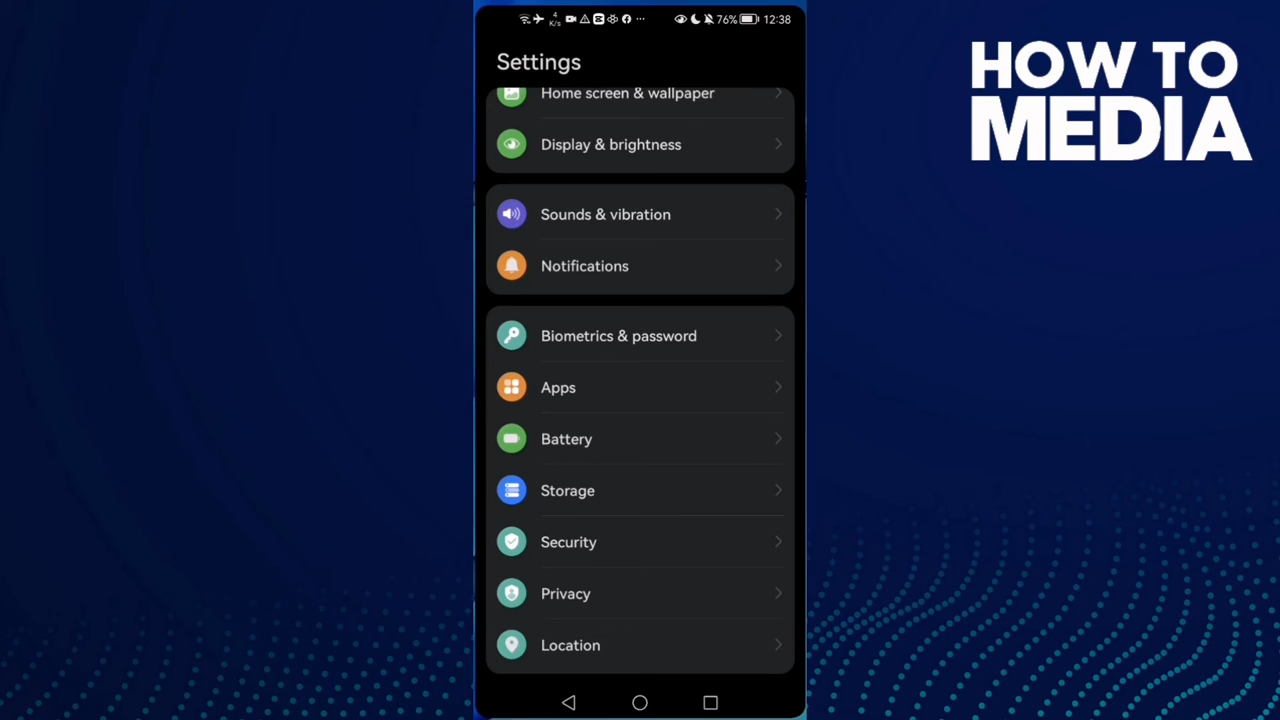 4
K/s
76%
12:38
Settings
Home screen & wallpaper
Display & brightness
Sounds & vibration
Notifications
Biometrics & password
Apps
Battery
Storage
Security
Privacy
Location
HOW TO
MEDIA